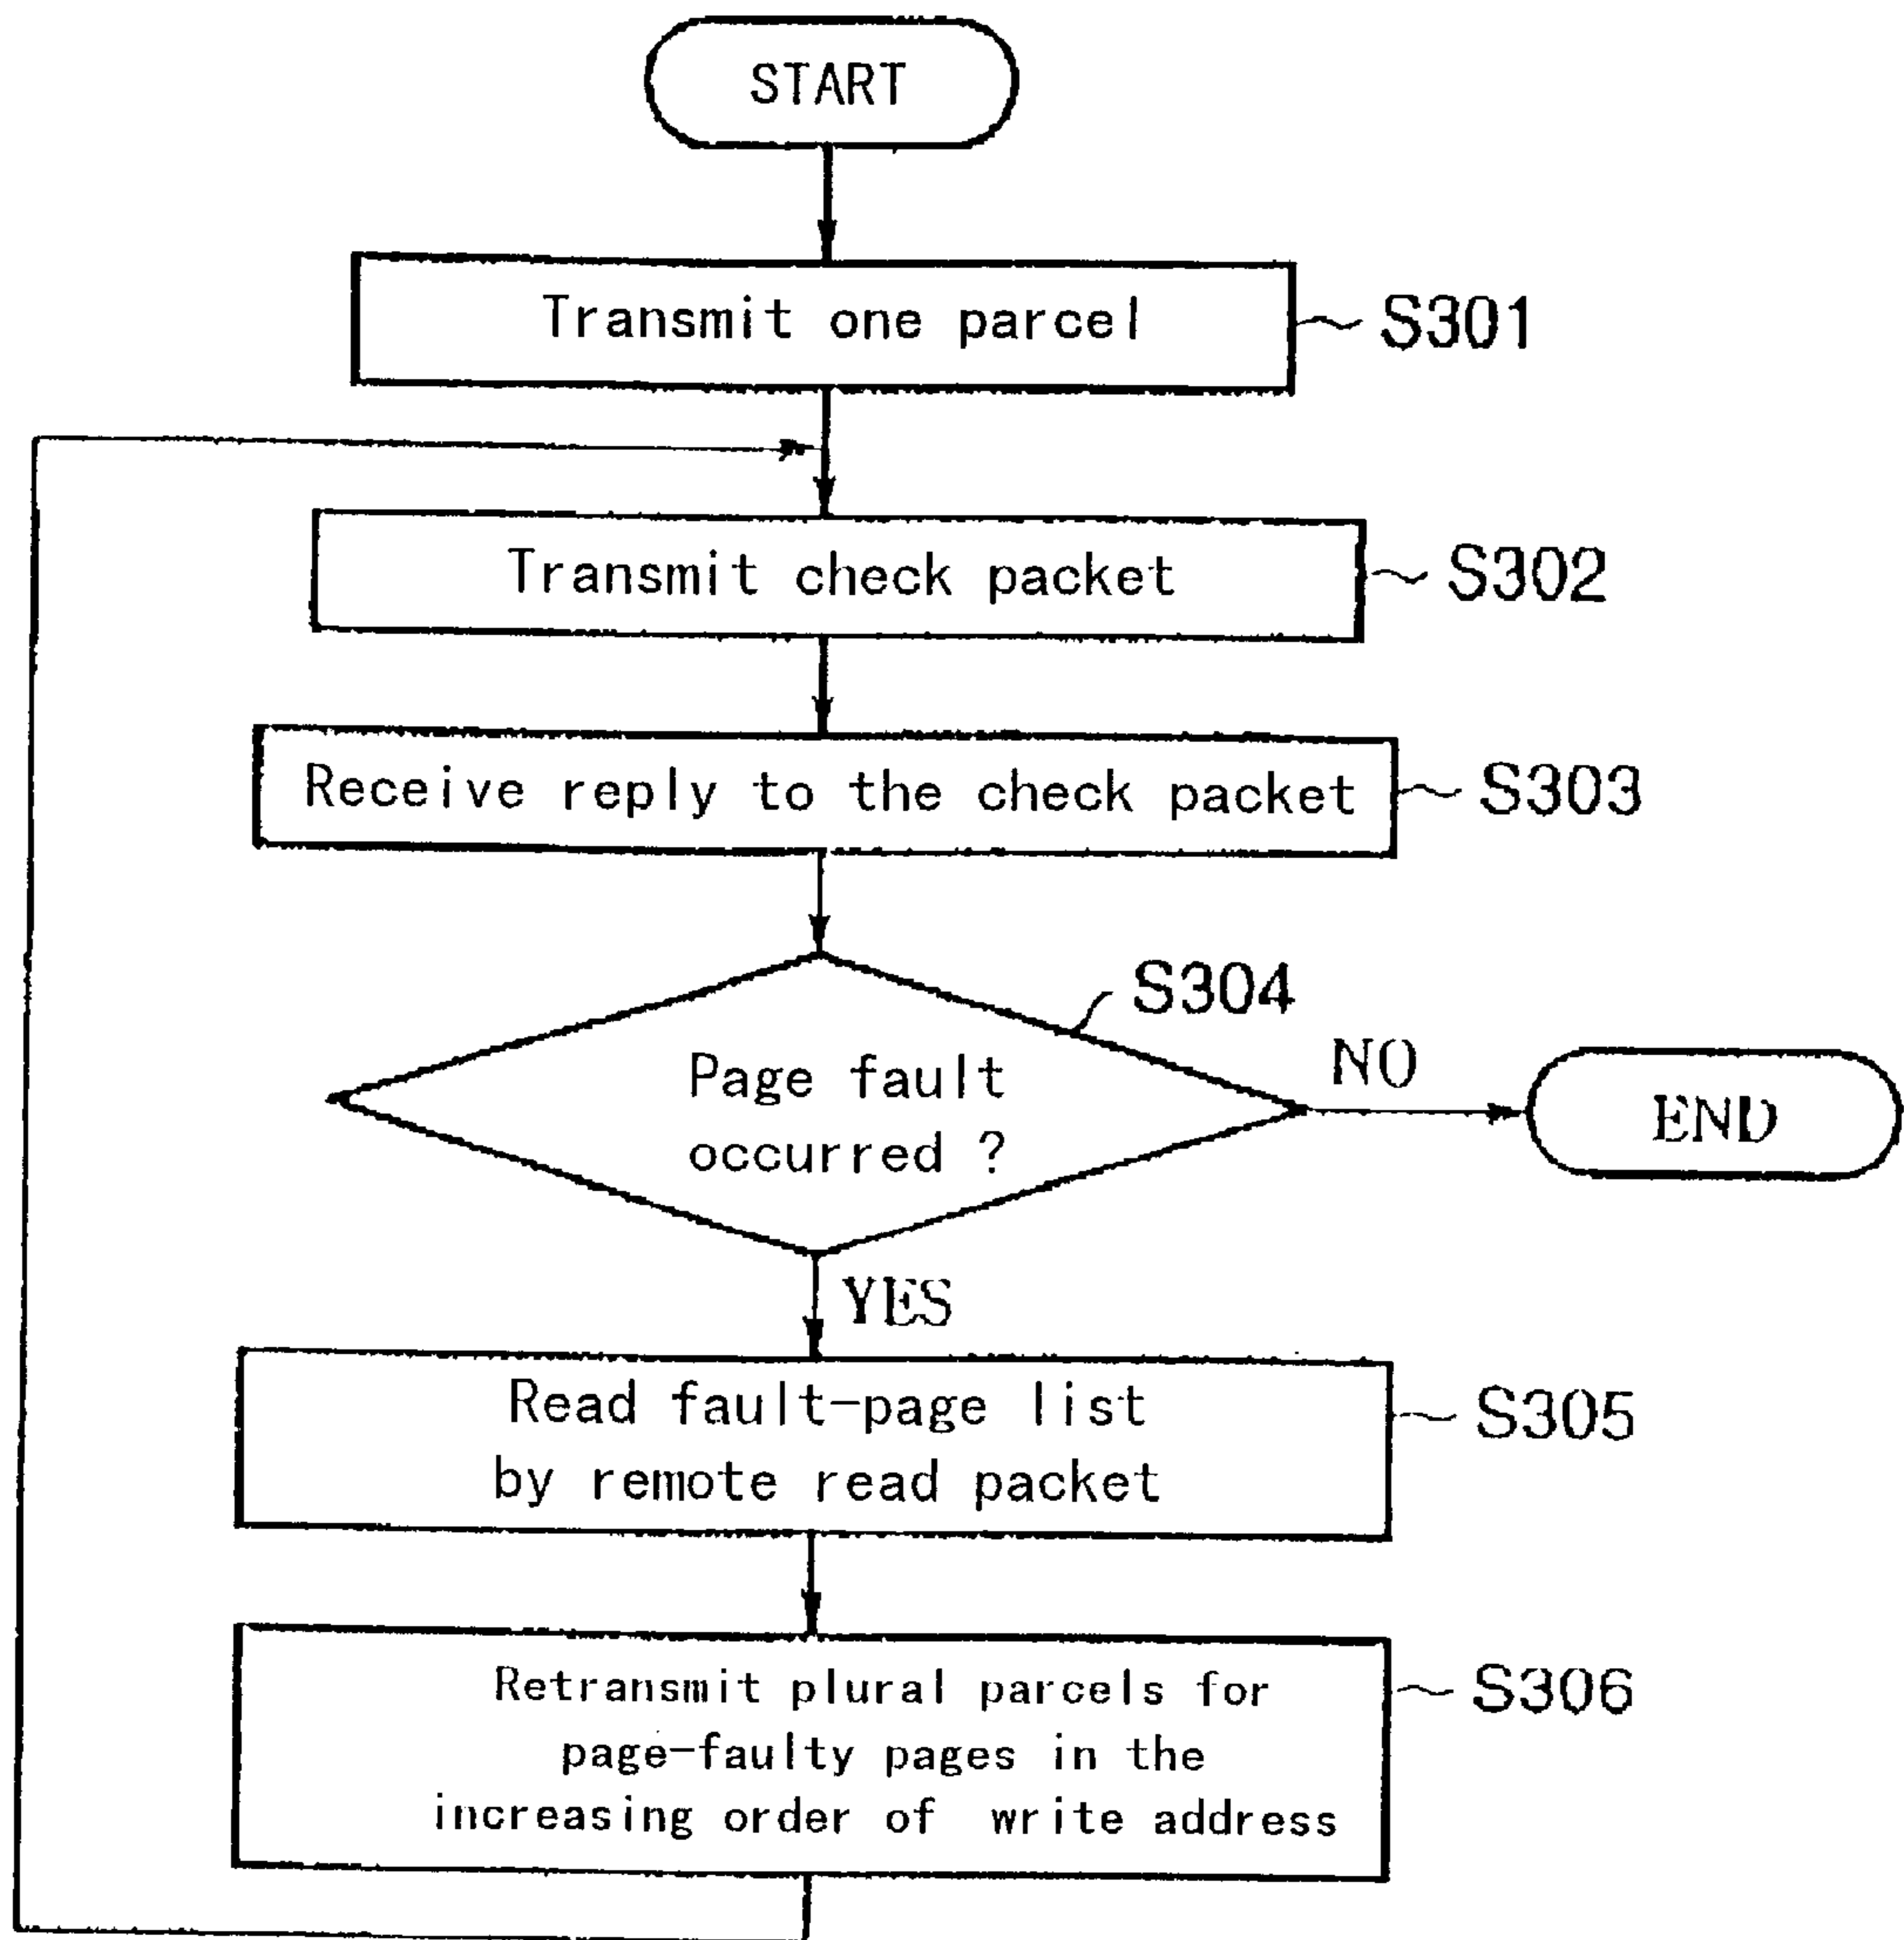 START
Transmit one parcel
S301
Transmit check packet
S302
Receive reply to the check packet
S303
S304
Page fault
occurred ?
NO
END
YES
Read fault-page list
by remote read packet
S305
Retransmit plural parcels for
page-faulty pages in the
increasing order of write address
S306